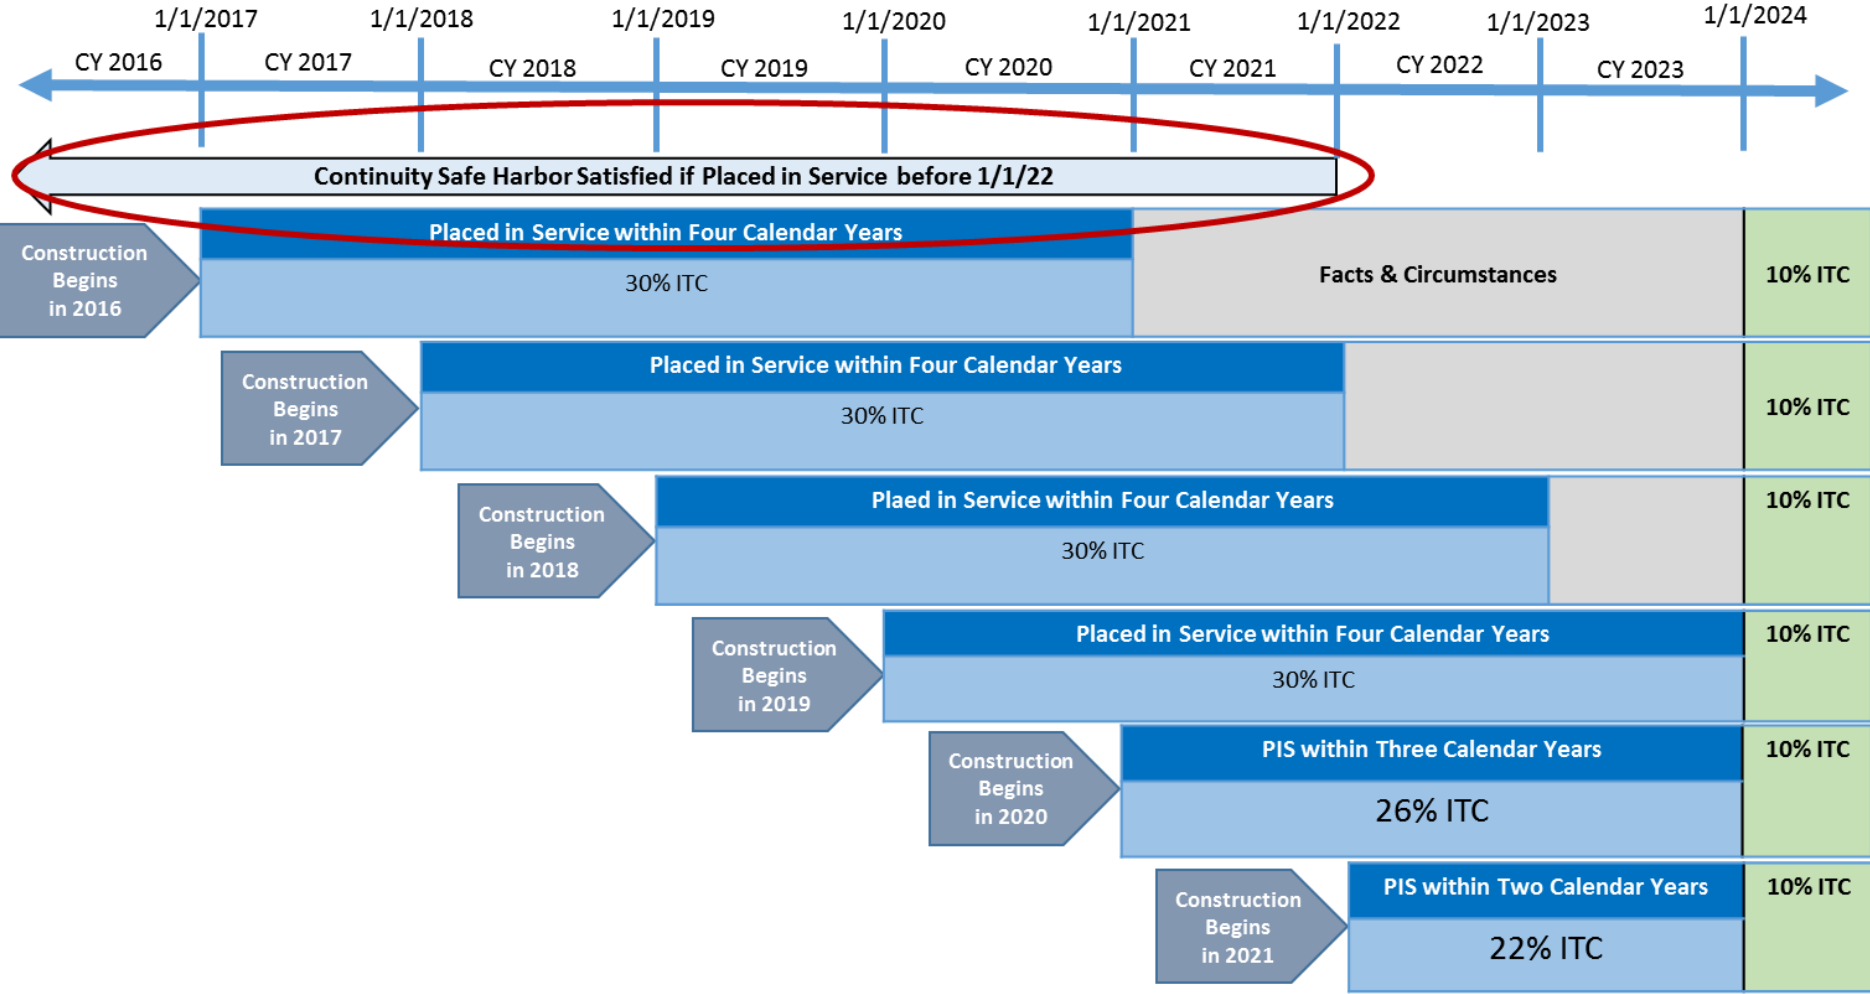 1/1/2017 1/1/2018 1/1/2019 1/1/2020 1/1/2021 1/1/2022 1/1/2023 1/1/2024
CY 2016 CY 2017 CY 2018 CY 2019 CY 2020 CY 2021 CY 2022 CY 2023
Continuity Safe Harbor Satisfied if Placed in Service before 1/1/22
Construction
Begins
in 2016
Placed in Service within Four Calendar Years
30% ITC
Facts & Circumstances
10% ITC
Construction
Begins
in 2017
Placed in Service within Four Calendar Years
30% ITC
10% ITC
Construction
Begins
in 2018
Plaed in Service within Four Calendar Years
30% ITC
10% ITC
Construction
Begins
in 2019
Placed in Service within Four Calendar Years
30% ITC
10% ITC
Construction
Begins
in 2020
PIS within Three Calendar Years
26% ITC
10% ITC
Construction
Begins
in 2021
PIS within Two Calendar Years
22% ITC
10% ITC